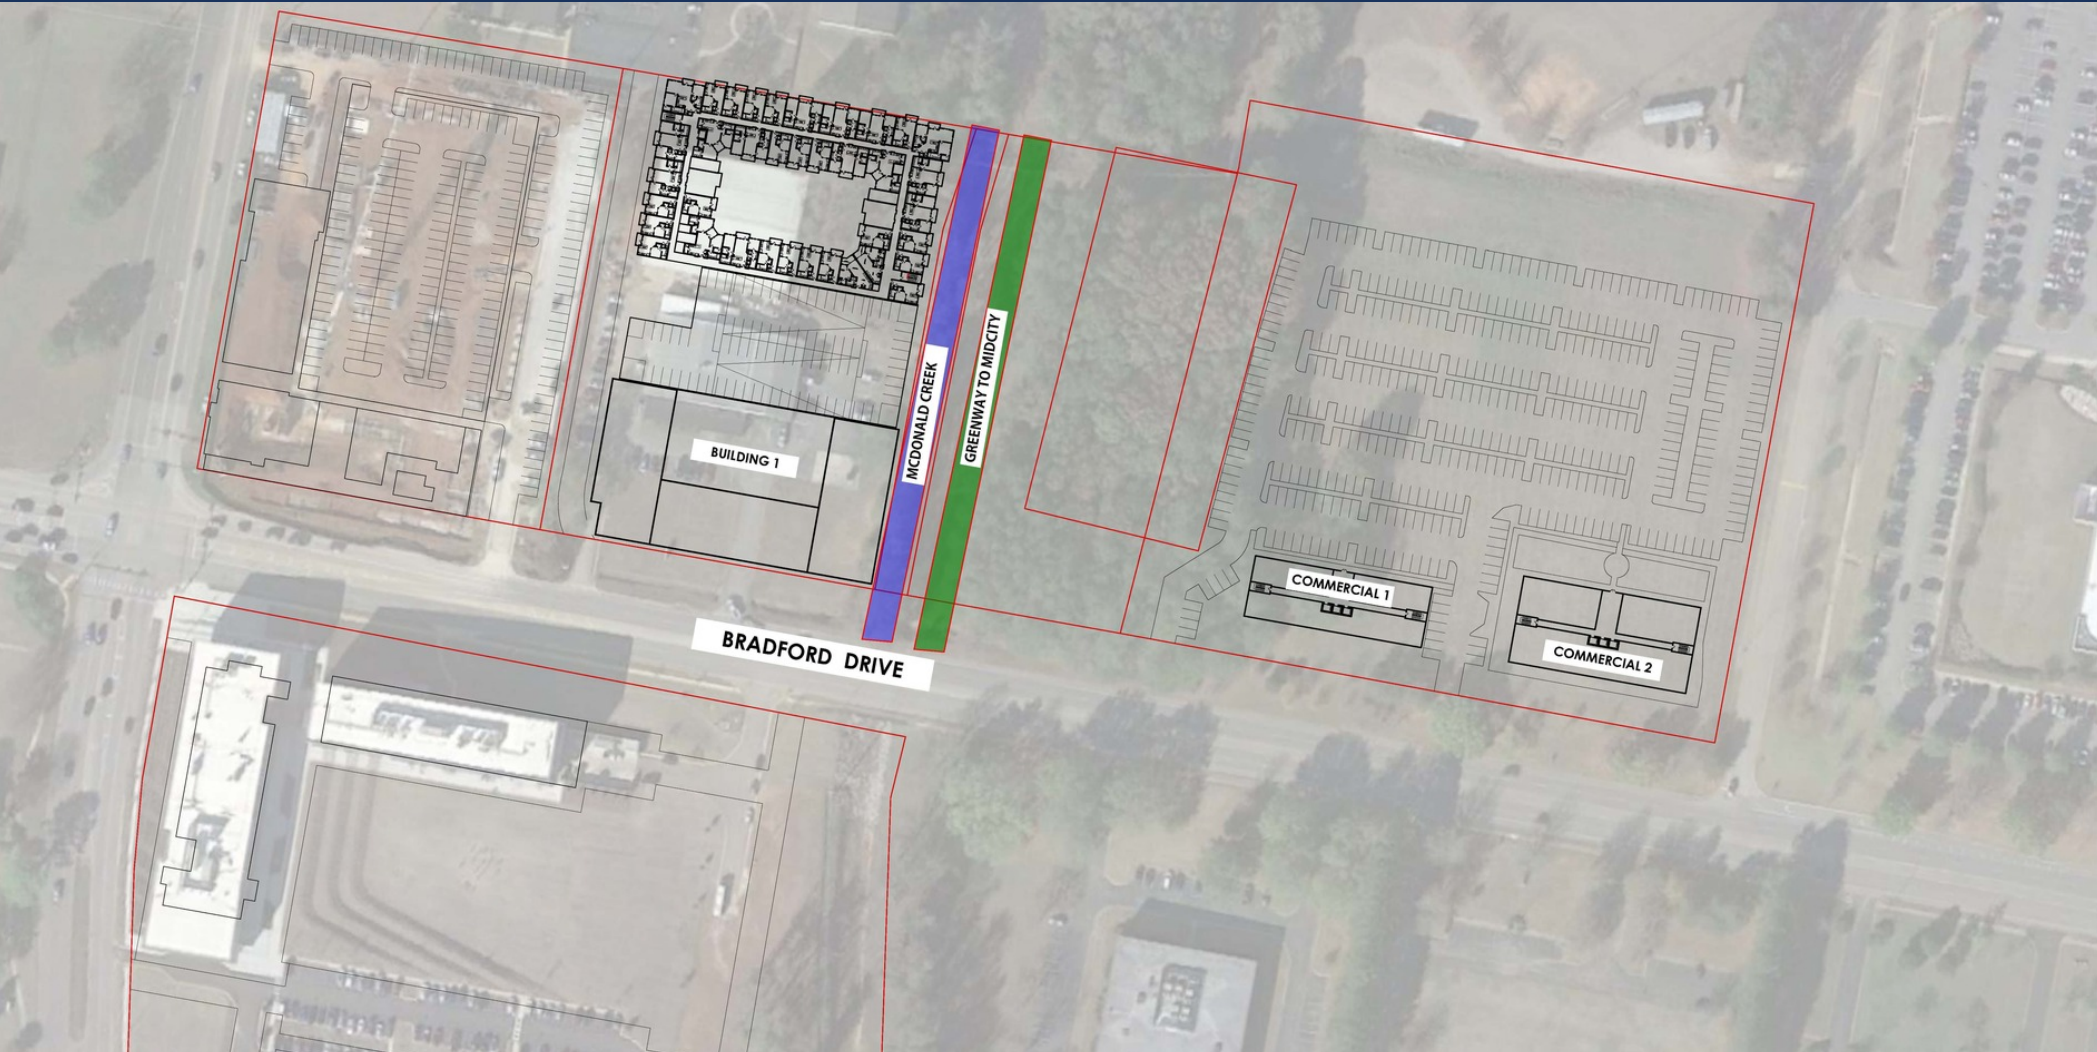 BUILDING 1
MCDONALD CREEK
GREENWAY TO MIDCITY
COMMERCIAL 1
COMMERCIAL 2
BRADFORD DRIVE